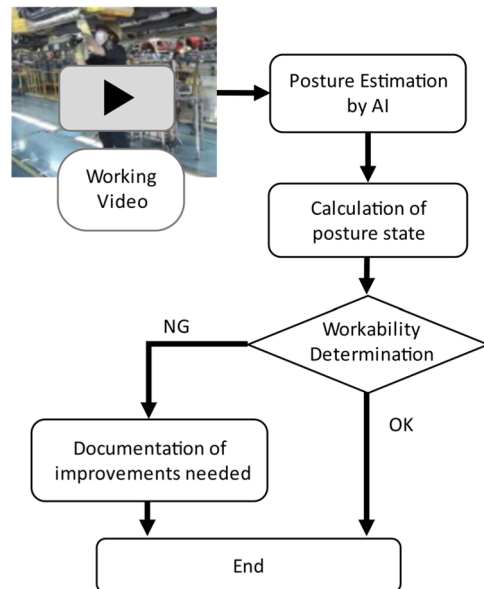 Posture Estimation
by AI
Working
Video
Calculation of
posture state
Workability
Determination
NG
OK
Documentation of
improvements needed
End